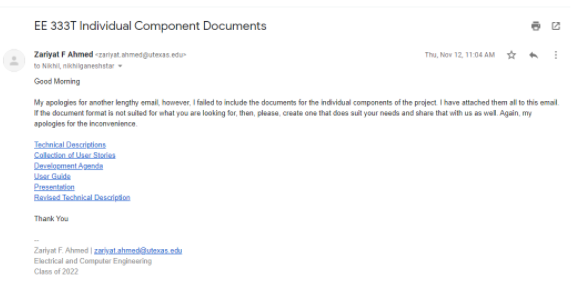 EE 333T Individual Component Documents
Zariyat F Ahmed <zariyat.ahmed@utexas.edu>
Thu, Nov 12, 11:04 AM
to Nikhil, nikhilganeshstar
Good Morning
My apologies for another lengthy email, however, I failed to include the documents for the individual components of the project. I have attached them all to this email.
If the document format is not suited for what you are looking for, then, please, create one that does suit your needs and share that with us as well. Again, my
apologies for the inconvenience.
Technical Descriptions
Collection of User Stories
Development Agenda
User Guide
Presentation
Revised Technical Description
Thank You
--
Zariyat F. Ahmed | zariyat.ahmed@utexas.edu
Electrical and Computer Engineering
Class of 2022